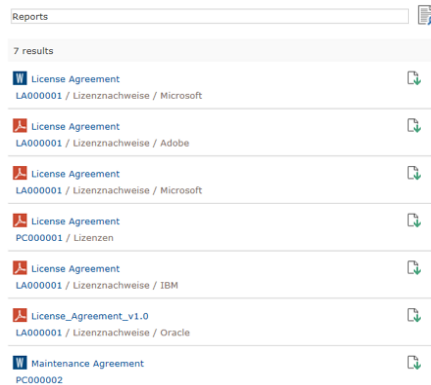 Reports
7 results
License Agreement
LA000001 / Lizenznachweise / Microsoft
License Agreement
LA000001 / Lizenznachweise / Adobe
License Agreement
LA000001 / Lizenznachweise / Microsoft
License Agreement
PC000001 / Lizenzen
License Agreement
LA000001 / Lizenznachweise / IBM
License_Agreement_v1.0
LA000001 / Lizenznachweise / Oracle
Maintenance Agreement
PC000002